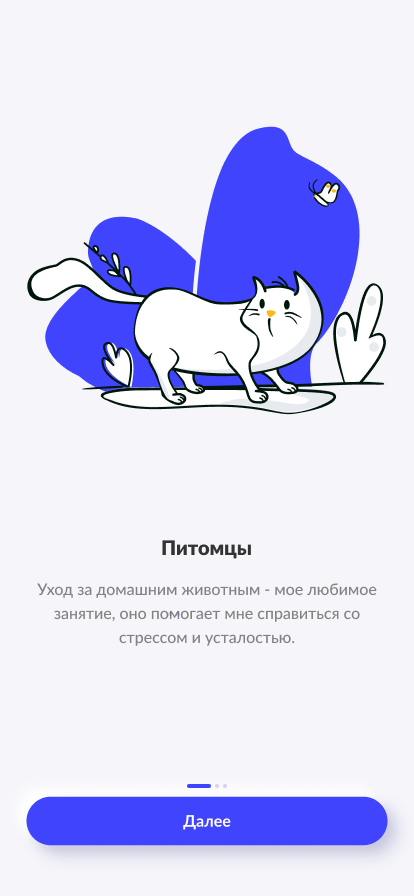 Питомцы
Уход за домашним животным - мое любимое
занятие, оно помогает мне справиться со
стрессом и усталостью.
Далее